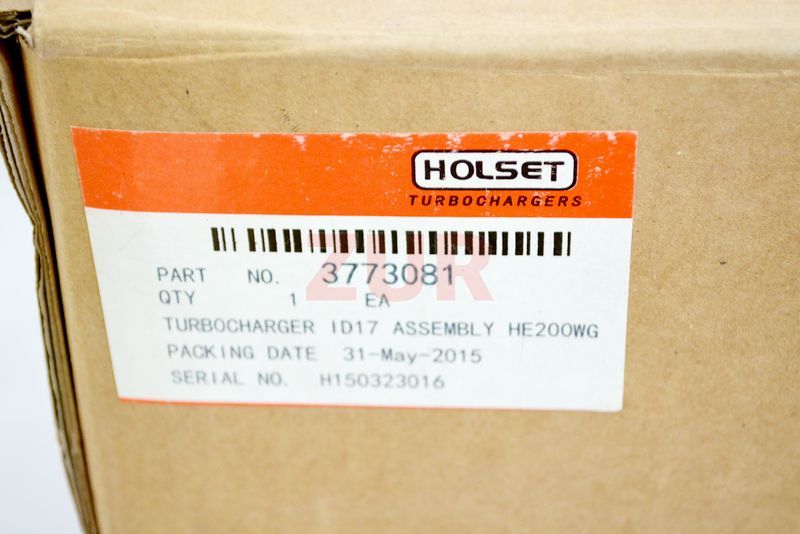 HOLSET
TURBOCHARGERS
ZUR
PART NO. 3773081
QTY 1 EA
TURBOCHARGER ID17 ASSEMBLY HE200WG
PACKING DATE 31-May-2015
SERIAL NO. H150323016